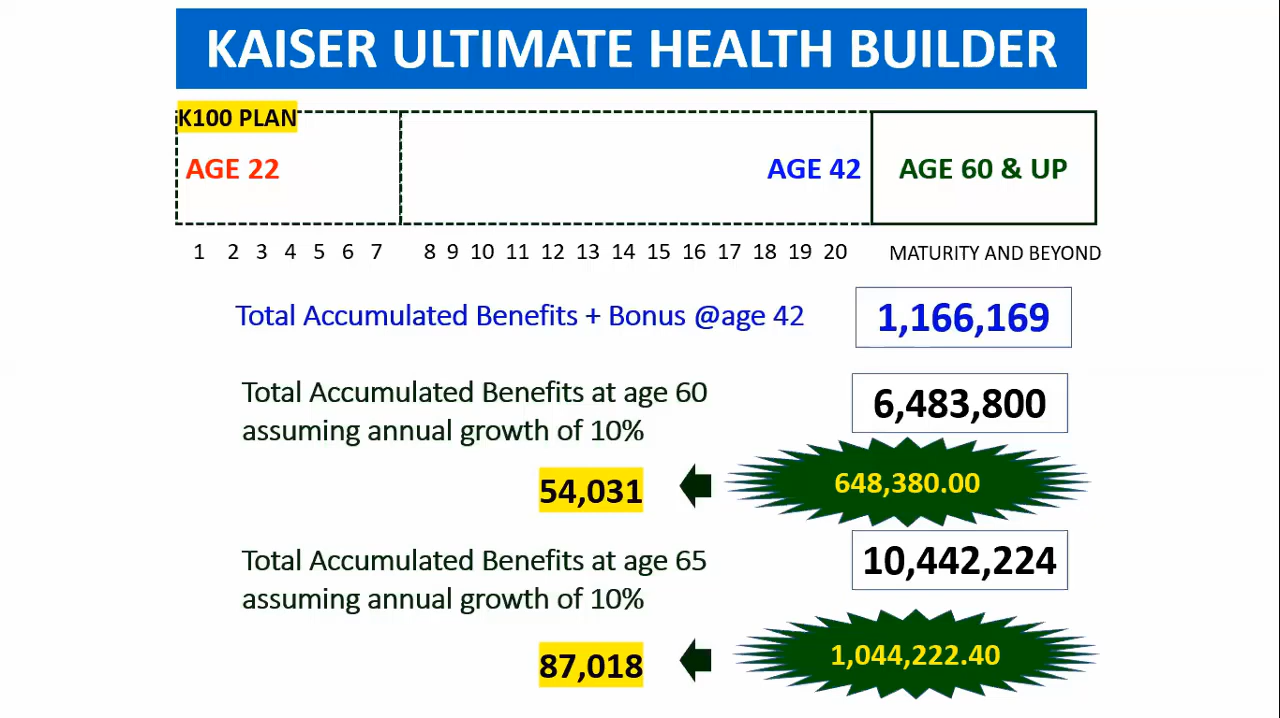 KAISER ULTIMATE HEALTH BUILDER
K100 PLAN
AGE 22
AGE 42
AGE 60 & UP
1 2 3 4 5 6 7 8 9 10 11 12 13 14 15 16 17 18 19 20 MATURITY AND BEYOND
Total Accumulated Benefits + Bonus @age 42
1,166,169
Total Accumulated Benefits at age 60
assuming annual growth of 10%
6,483,800
54,031
648,380.00
Total Accumulated Benefits at age 65
assuming annual growth of 10%
10,442,224
87,018
1,044,222.40